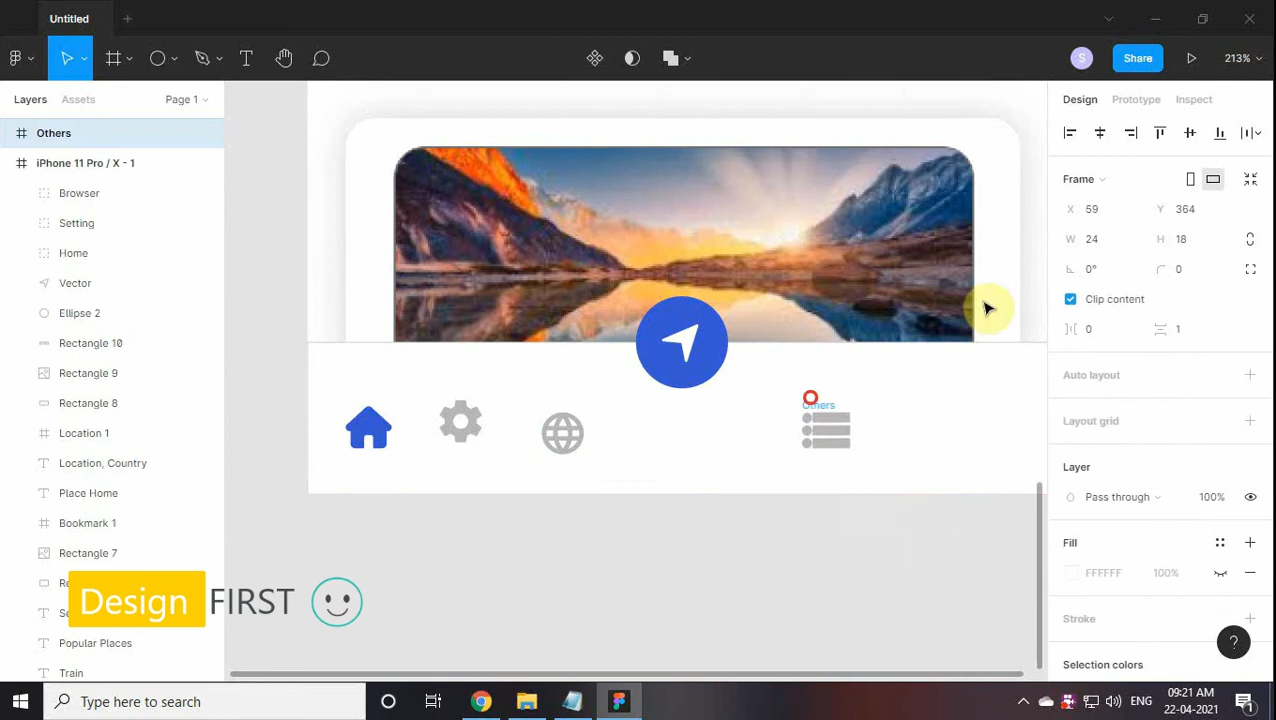 Untitled
Share
213%
Layers
Assets
Page 1
Others
iPhone 11 Pro / X - 1
Browser
Setting
Home
Vector
Ellipse 2
Rectangle 10
Rectangle 9
Rectangle 8
Location 1
Location, Country
Place Home
Bookmark 1
Rectangle 7
Popular Places
Train
S
Others
Design FIRST
Design
Prototype
Inspect
Frame
X 59
Y 364
W 24
H 18
0°
0
Clip content
0
1
Auto layout
Layout grid
Layer
Pass through
100%
Fill
FFFFFF
100%
Stroke
?
Selection colors
Type here to search
ENG
09:21 AM
22-04-2021
1